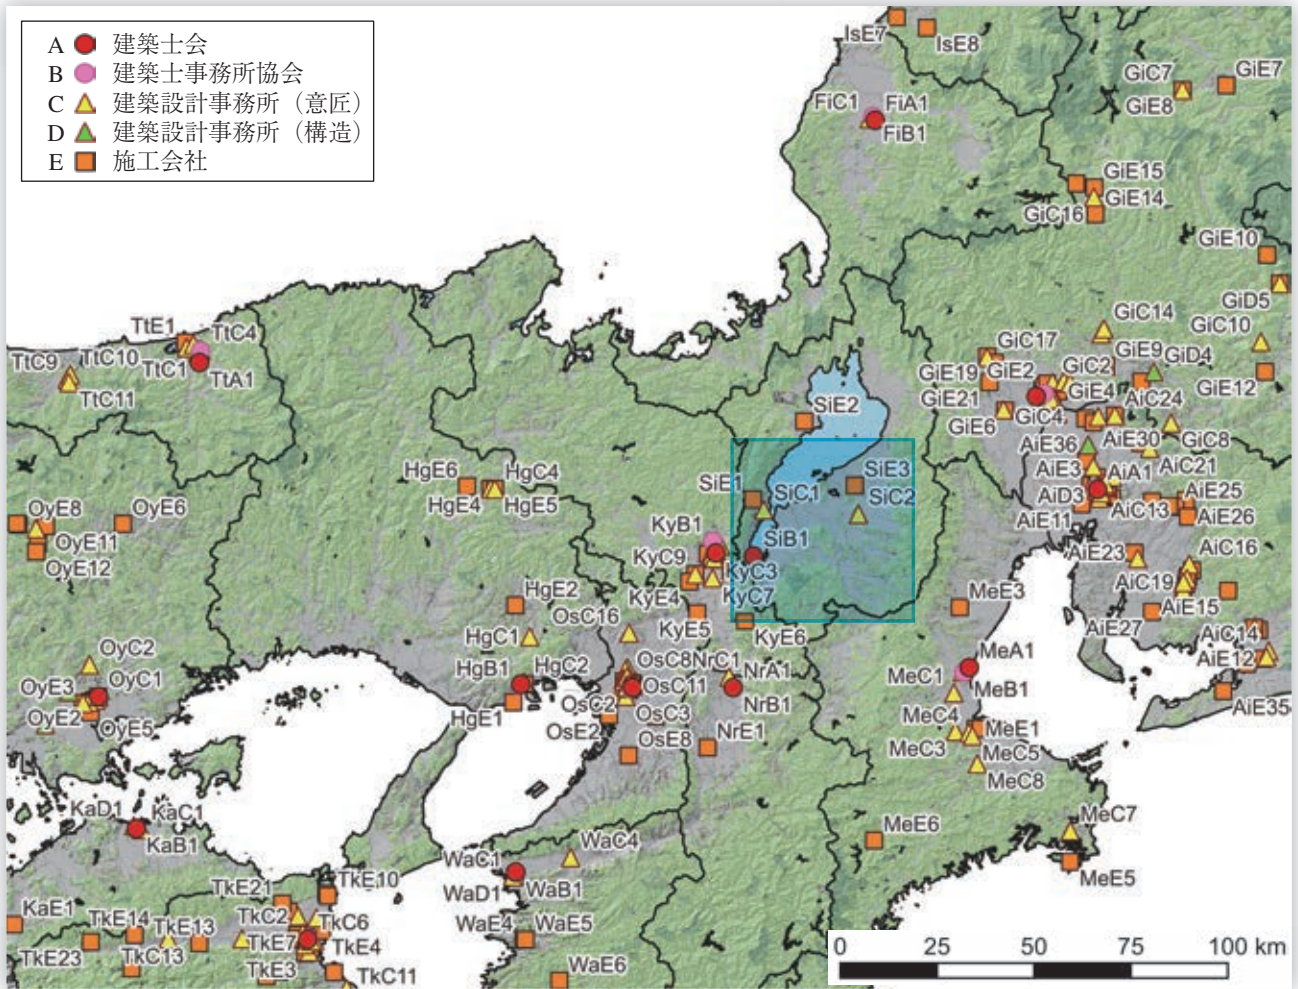 A 建築士会
B 建築士事務所協会
C 建築設計事務所（意匠）
D 建築設計事務所（構造）
E 施工会社
IsE7
IsE8
GiC7
GiE7
GiE8
FiC1
FiA1
FiB1
GiE15
GiE14
GiC16
GiE10
GiD5
TtE1
TtC4
GiC14
GiC10
TtC9
TtC10
TtC1
TtA1
TtC11
GiC17
GiE9
GiD4
GiE19
GiE2
GiC2
GiE12
GiE21
GiE4
AiC24
SiE2
GiE6
GiC4
GiC8
AiE36
AiE30
HgE6
HgC4
SiE3
AiE3
AiA1
AiC21
SiE1
SiC1
SiC2
AiD3
AiE25
HgE4
HgE5
AiE11
AiC13
AiE26
OyE8
OyE6
KyB1
SiB1
OyE11
AiE23
AiC16
OyE12
KyC9
KyC3
AiC19
HgE2
KyE4
KyC7
MeE3
AiE15
OsC16
KyE5
KyE6
AiE27
AiC14
HgC1
OyC2
OsC8
NrC1
MeA1
AiE12
HgB1
HgC2
NrA1
MeC1
OyE3
OyC1
OsC11
MeB1
OsC2
NrB1
AiE35
OyE2
HgE1
OsC3
MeC4
OyE5
OsE2
NrE1
MeE1
OsE8
MeC3
MeC5
MeC8
KaD1
KaC1
MeC7
KaB1
MeE6
WaC4
WaC1
MeE5
TkE21
TkE10
WaD1
WaB1
KaE1
TkE14
TkE13
TkC2
TkC6
WaE4
WaE5
TkE7
TkE4
TkE23
TkC13
TkE3
TkC11
WaE6
0 25 50 75 100 km